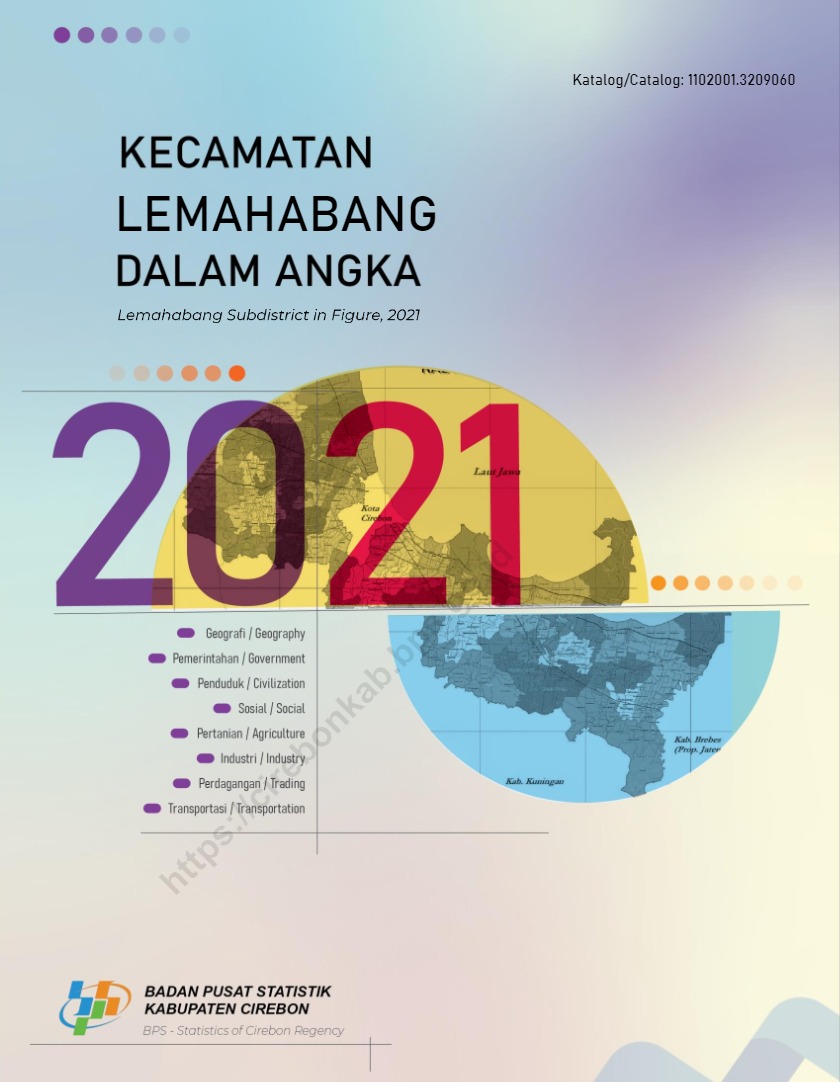 Katalog/Catalog: 1102001.3209060
KECAMATAN
LEMAHABANG
DALAM ANGKA
Lemahabang Subdistrict in Figure, 2021
2021
Laut Jawa
Kota
Cirebon
Geografi / Geography
Pemerintahan / Government
Penduduk / Civilization
Sosial / Social
Pertanian / Agriculture
Industri / Industry
Perdagangan / Trading
Transportasi / Transportation
Kab. Brebes
(Prop. Jaten
Kab. Kuningan
BADAN PUSAT STATISTIK
KABUPATEN CIREBON
BPS - Statistics of Cirebon Regency